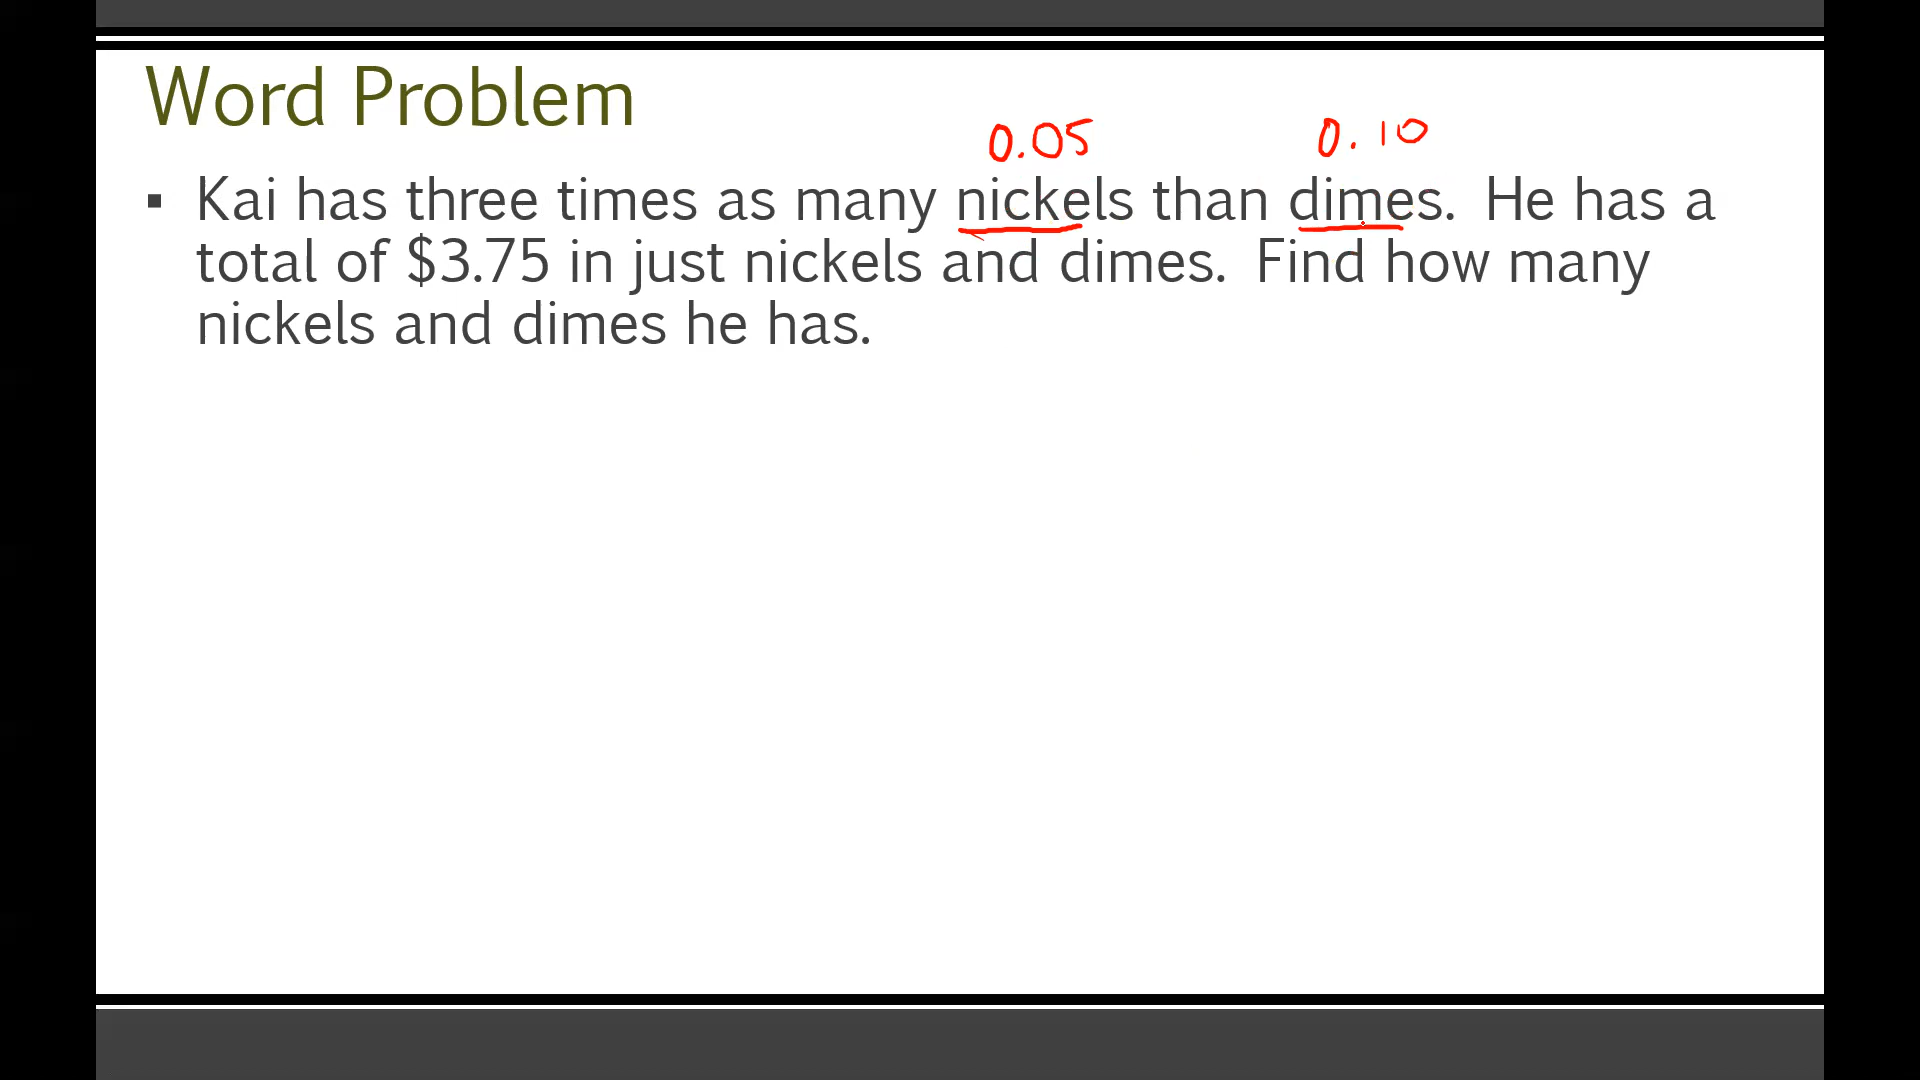 Word Problem
0.05 0.10
▪ Kai has three times as many nickels than dimes. He has a
total of $3.75 in just nickels and dimes. Find how many
nickels and dimes he has.